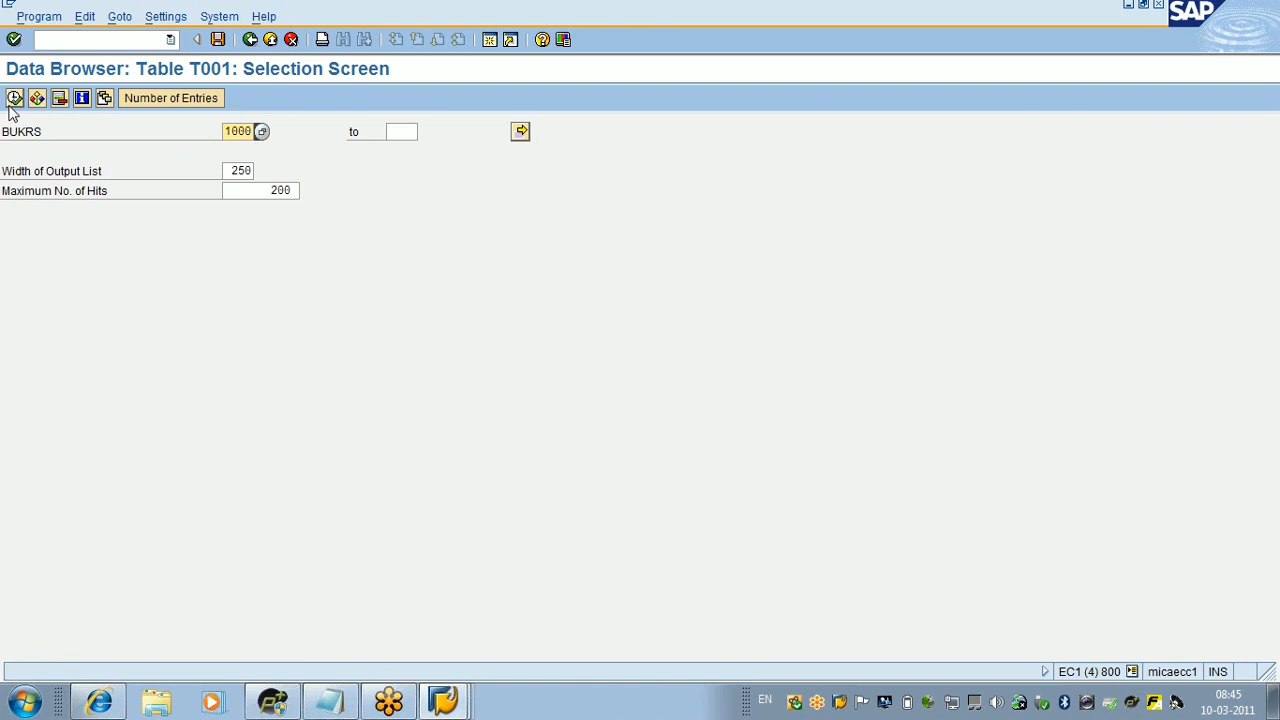 Program Edit Goto Settings System Help
SAP
Data Browser: Table T001: Selection Screen
Number of Entries
BUKRS 1000 to
Width of Output List 250
Maximum No. of Hits 200
EC1 (4) 800 micaecc1 INS
EN 08:45
10-03-2011